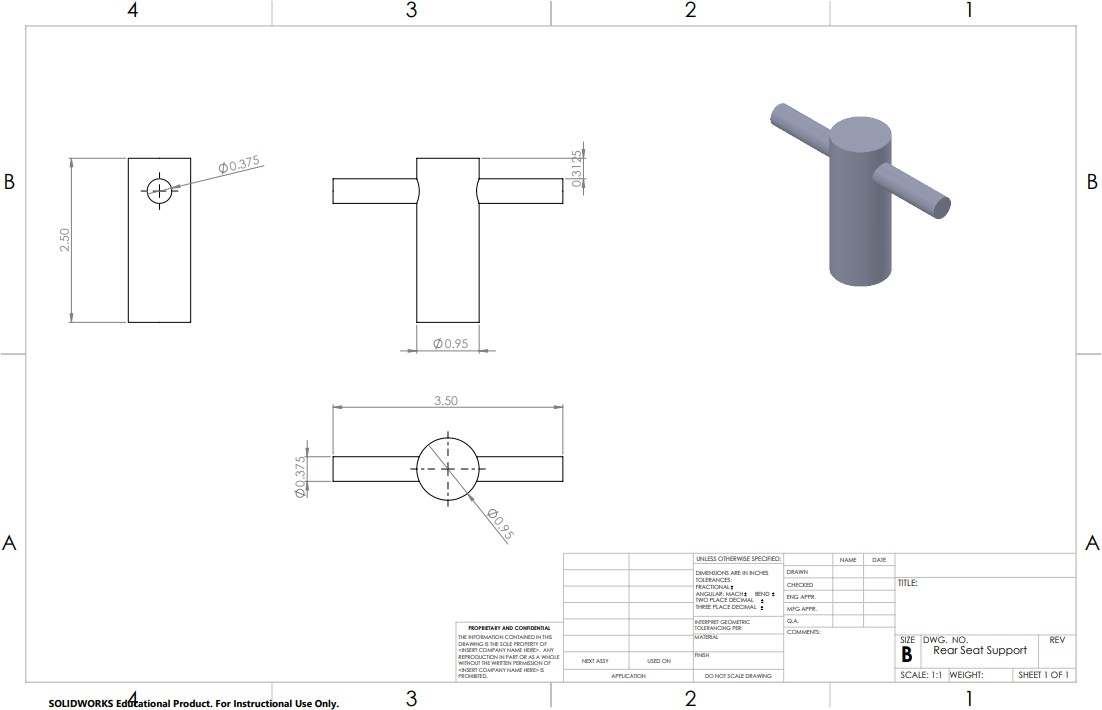 4 3 2 1
B B
Ø0.375
0.3125
2.50
Ø0.95
3.50
Ø0.375
Ø0.95
A A
UNLESS OTHERWISE SPECIFIED:
DIMENSIONS ARE IN INCHES
TOLERANCES:
FRACTIONAL±
ANGULAR: MACH± BEND ±
TWO PLACE DECIMAL ±
THREE PLACE DECIMAL ±
INTERPRET GEOMETRIC
TOLERANCING PER:
MATERIAL
FINISH
DO NOT SCALE DRAWING
NAME DATE
DRAWN
CHECKED
ENG APPR.
MFG APPR.
Q.A.
COMMENTS:
TITLE:
SIZE DWG. NO. REV
B Rear Seat Support
SCALE: 1:1 WEIGHT: SHEET 1 OF 1
PROPRIETARY AND CONFIDENTIAL
THE INFORMATION CONTAINED IN THIS
DRAWING IS THE SOLE PROPERTY OF
<INSERT COMPANY NAME HERE>. ANY
REPRODUCTION IN PART OR AS A WHOLE
WITHOUT THE WRITTEN PERMISSION OF
<INSERT COMPANY NAME HERE> IS
PROHIBITED.
NEXT ASSY USED ON
APPLICATION
4 3 2 1
SOLIDWORKS Educational Product. For Instructional Use Only.